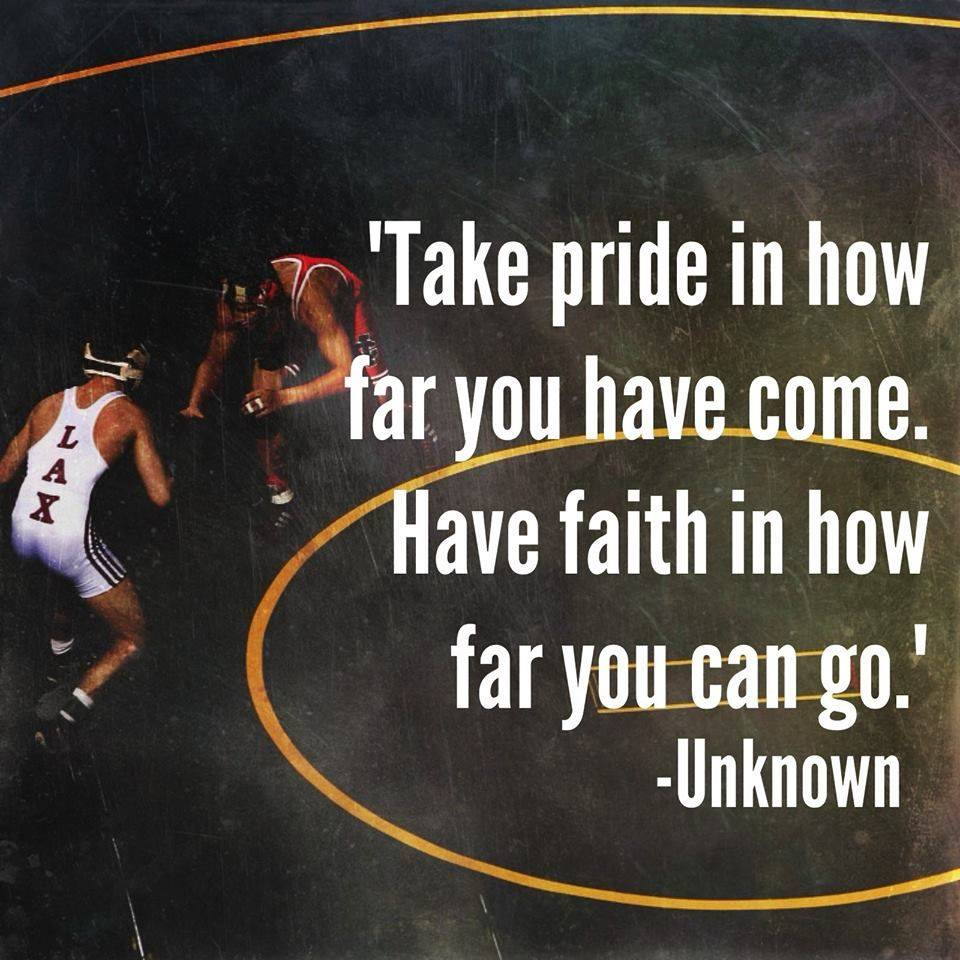 'Take pride in how
far you have come.
Have faith in how
far you can go.'
-Unknown
LAX